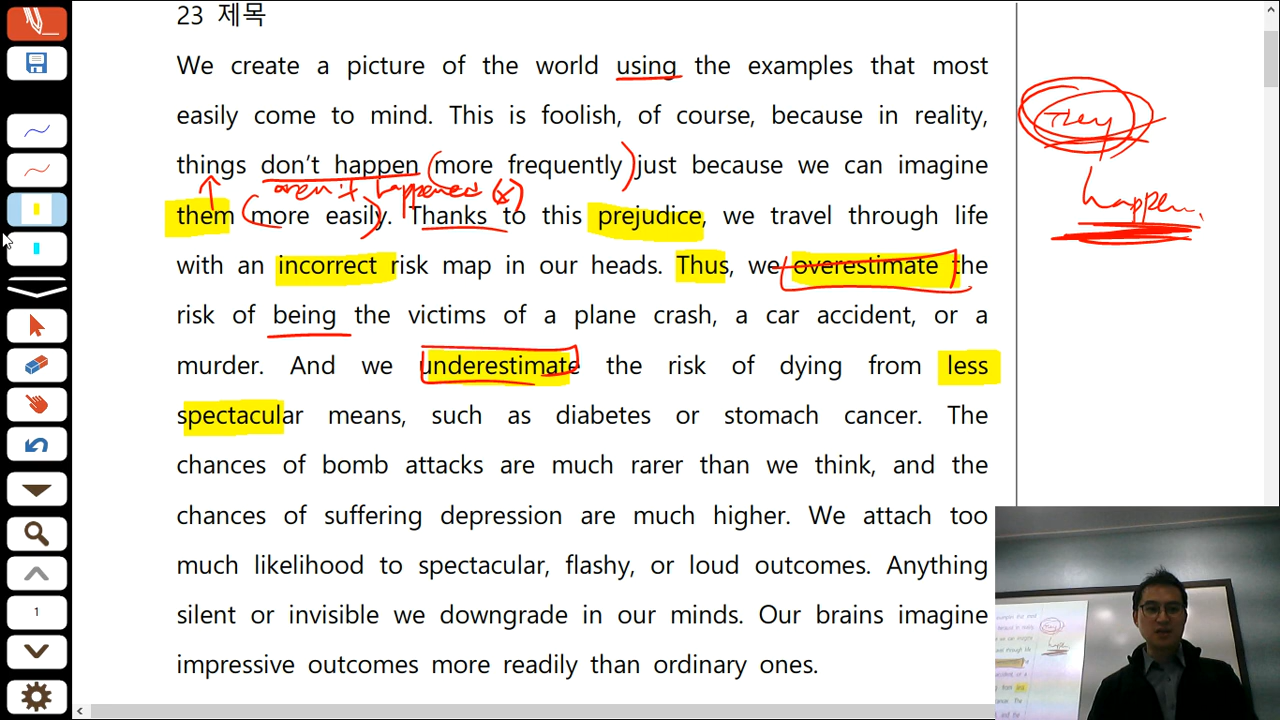 23 제목
We create a picture of the world using the examples that most
easily come to mind. This is foolish, of course, because in reality,
things don't happen (more frequently) just because we can imagine
aren't happened (x)
them (more easily). Thanks to this prejudice, we travel through life
with an incorrect risk map in our heads. Thus, we overestimate the
risk of being the victims of a plane crash, a car accident, or a
murder. And we underestimate the risk of dying from less
spectacular means, such as diabetes or stomach cancer. The
chances of bomb attacks are much rarer than we think, and the
chances of suffering depression are much higher. We attach too
much likelihood to spectacular, flashy, or loud outcomes. Anything
silent or invisible we downgrade in our minds. Our brains imagine
impressive outcomes more readily than ordinary ones.
They
happen.
1